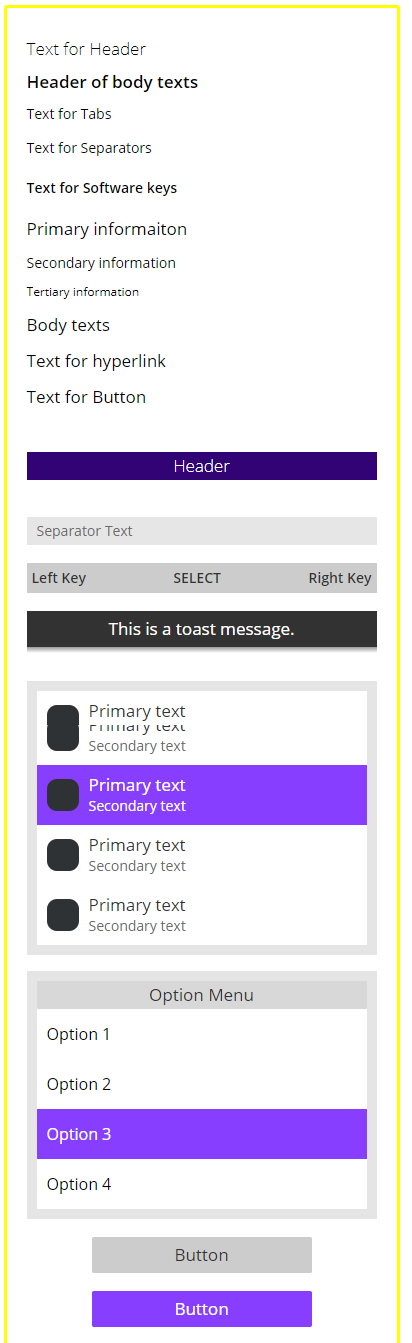 Text for Header
Header of body texts
Text for Tabs
Text for Separators
Text for Software keys
Primary informaiton
Secondary information
Tertiary information
Body texts
Text for hyperlink
Text for Button
Header
Separator Text
Left Key SELECT Right Key
This is a toast message.
Primary text
Primary text
Secondary text
Primary text
Secondary text
Primary text
Secondary text
Primary text
Secondary text
Option Menu
Option 1
Option 2
Option 3
Option 4
Button
Button